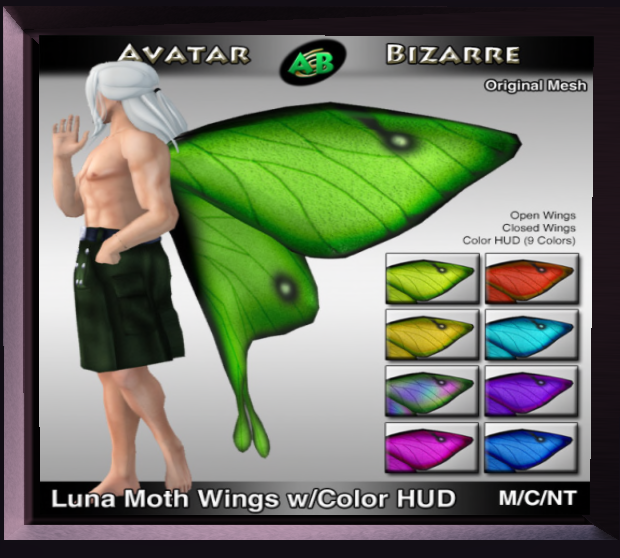 AVATAR AB BIZARRE
Original Mesh
Open Wings
Closed Wings
Color HUD (9 Colors)
Luna Moth Wings w/Color HUD M/C/NT